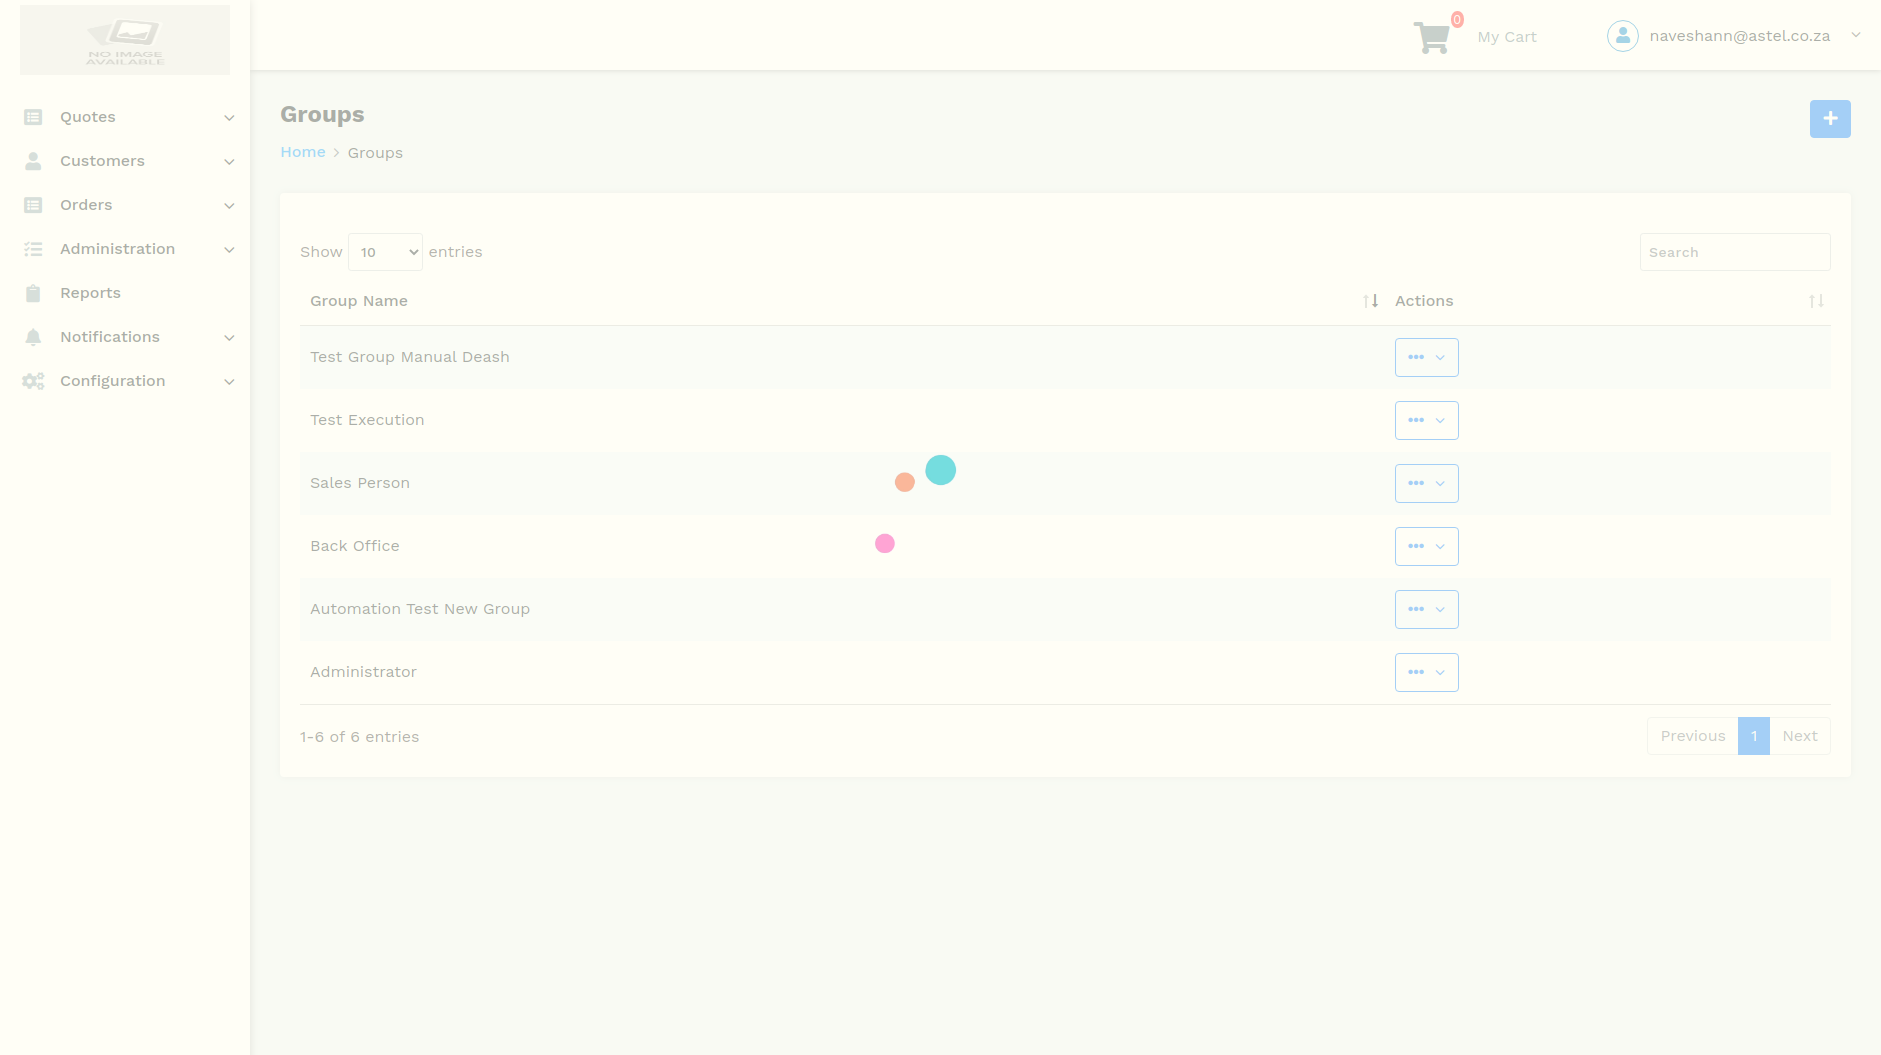 NO IMAGE
AVAILABLE
0
My Cart
naveshann@astel.co.za
Quotes
Customers
Orders
Administration
Reports
Notifications
Configuration
Groups
Home
Groups
Show 10 entries
Search
Group Name
Actions
Test Group Manual Deash
Test Execution
Sales Person
Back Office
Automation Test New Group
Administrator
1-6 of 6 entries
Previous 1 Next